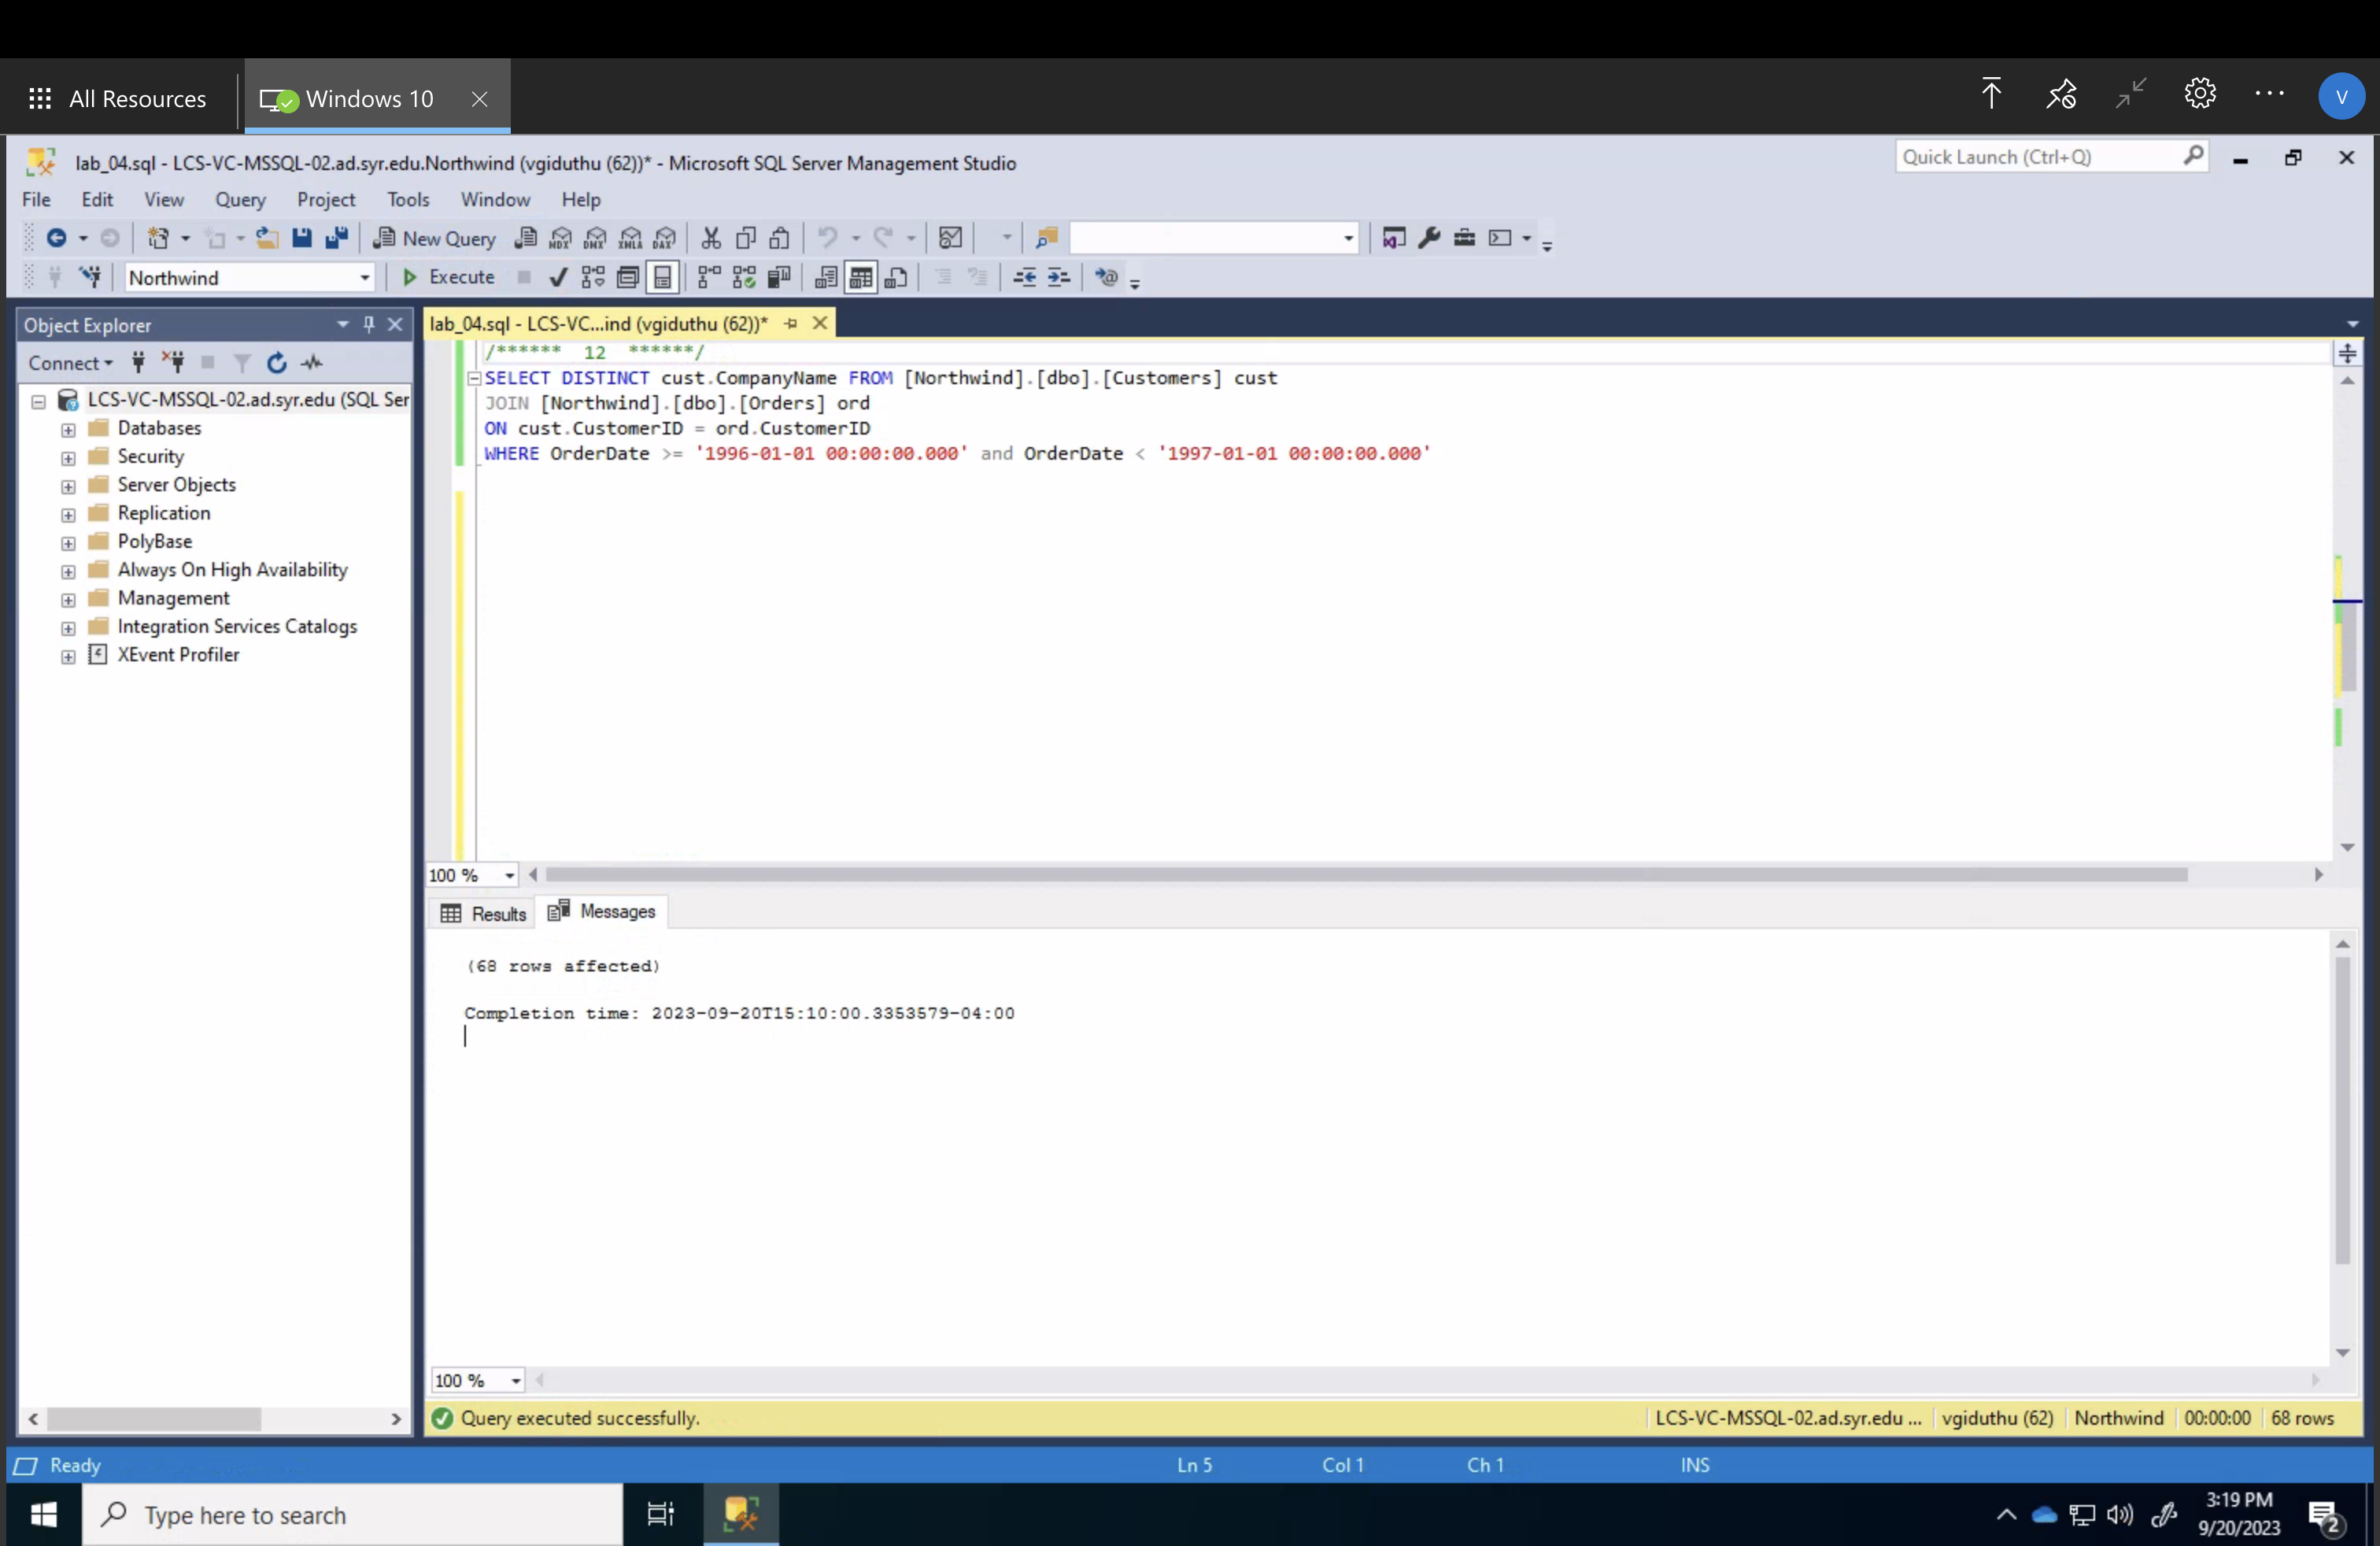 All Resources
Windows 10
V
lab_04.sql - LCS-VC-MSSQL-02.ad.syr.edu.Northwind (vgiduthu (62))* - Microsoft SQL Server Management Studio
Quick Launch (Ctrl+Q)
File Edit View Query Project Tools Window Help
New Query MDX DMX XMLA DAX
Northwind Execute
Object Explorer
Connect
LCS-VC-MSSQL-02.ad.syr.edu (SQL Ser
Databases
Security
Server Objects
Replication
PolyBase
Always On High Availability
Management
Integration Services Catalogs
XEvent Profiler
lab_04.sql - LCS-VC...ind (vgiduthu (62))*
/****** 12 ******/
SELECT DISTINCT cust.CompanyName FROM [Northwind].[dbo].[Customers] cust
JOIN [Northwind].[dbo].[Orders] ord
ON cust.CustomerID = ord.CustomerID
WHERE OrderDate >= '1996-01-01 00:00:00.000' and OrderDate < '1997-01-01 00:00:00.000'
100 %
Results Messages
(68 rows affected)
Completion time: 2023-09-20T15:10:00.3353579-04:00
100 %
Query executed successfully.
LCS-VC-MSSQL-02.ad.syr.edu ... vgiduthu (62) Northwind 00:00:00 68 rows
Ready Ln 5 Col 1 Ch 1 INS
Type here to search
3:19 PM
9/20/2023
2